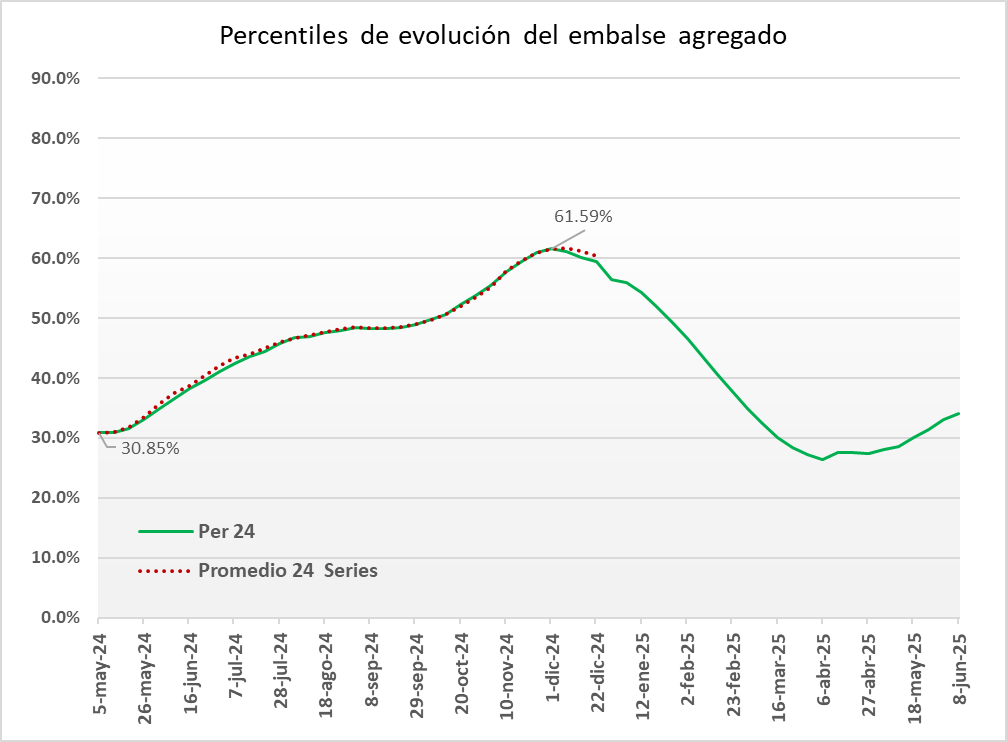 Percentiles de evolución del embalse agregado
90.0%
80.0%
70.0%
60.0%
50.0%
40.0%
30.0%
20.0%
10.0%
0.0%
61.59%
30.85%
Per 24
Promedio 24 Series
5-may-24
26-may-24
16-jun-24
7-jul-24
28-jul-24
18-ago-24
8-sep-24
29-sep-24
20-oct-24
10-nov-24
1-dic-24
22-dic-24
12-ene-25
2-feb-25
23-feb-25
16-mar-25
6-abr-25
27-abr-25
18-may-25
8-jun-25